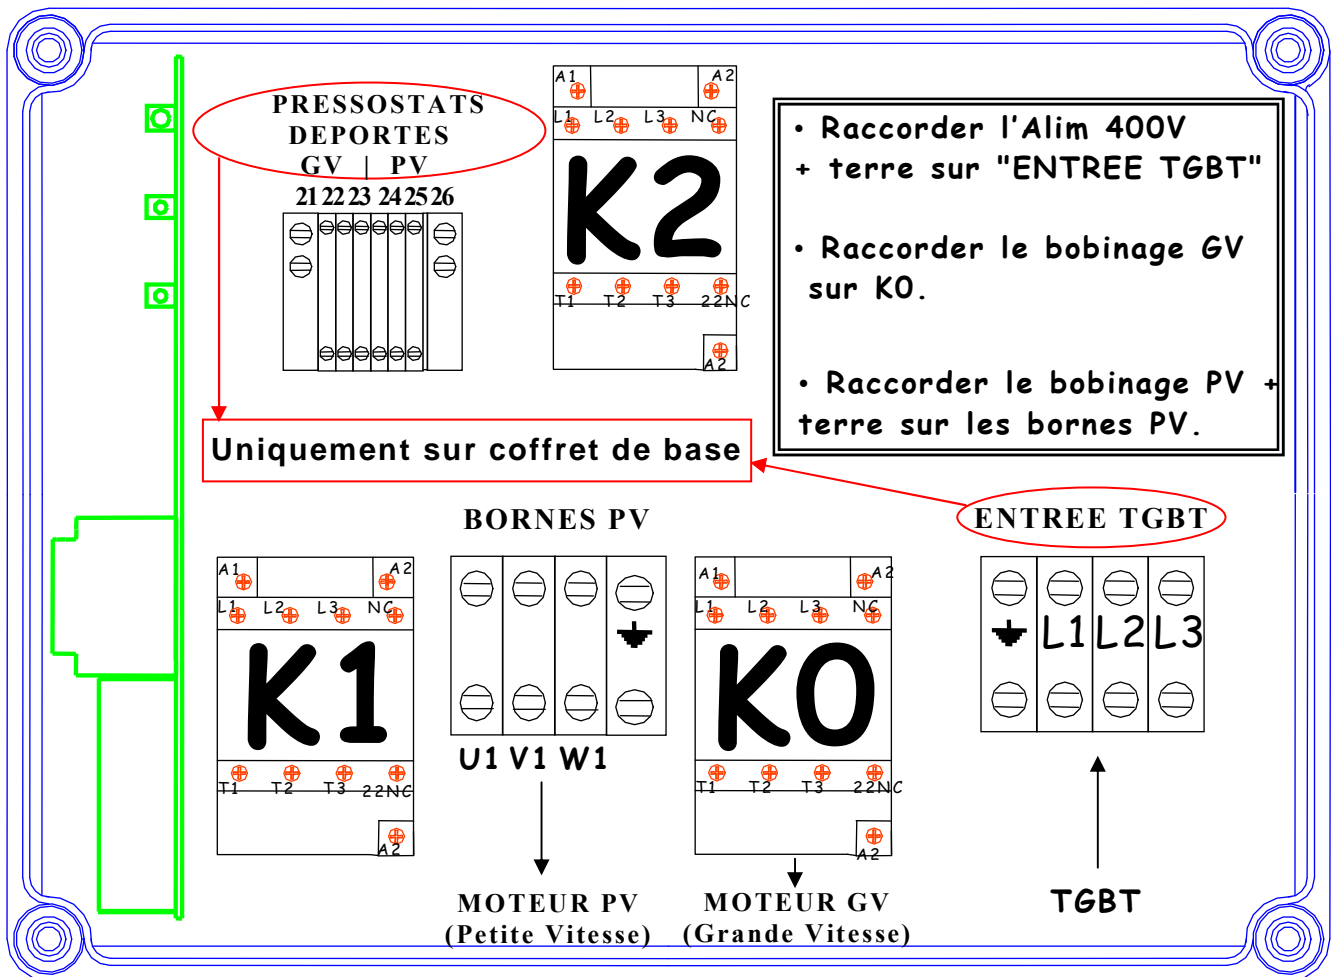 PRESSOSTATS
DEPORTES
GV | PV
21 22 23 24 25 26
A1 A2
L1 L2 L3 NC
K2
T1 T2 T3 22NC
A2
• Raccorder l'Alim 400V
+ terre sur "ENTREE TGBT"
• Raccorder le bobinage GV
sur K0.
• Raccorder le bobinage PV +
terre sur les bornes PV.
Uniquement sur coffret de base
BORNES PV
ENTREE TGBT
A1 A2
L1 L2 L3 NC
K1
T1 T2 T3 22NC
A2
U1 V1 W1
A1 A2
L1 L2 L3 NC
K0
T1 T2 T3 22NC
A2
L1 L2 L3
MOTEUR PV
(Petite Vitesse)
MOTEUR GV
(Grande Vitesse)
TGBT